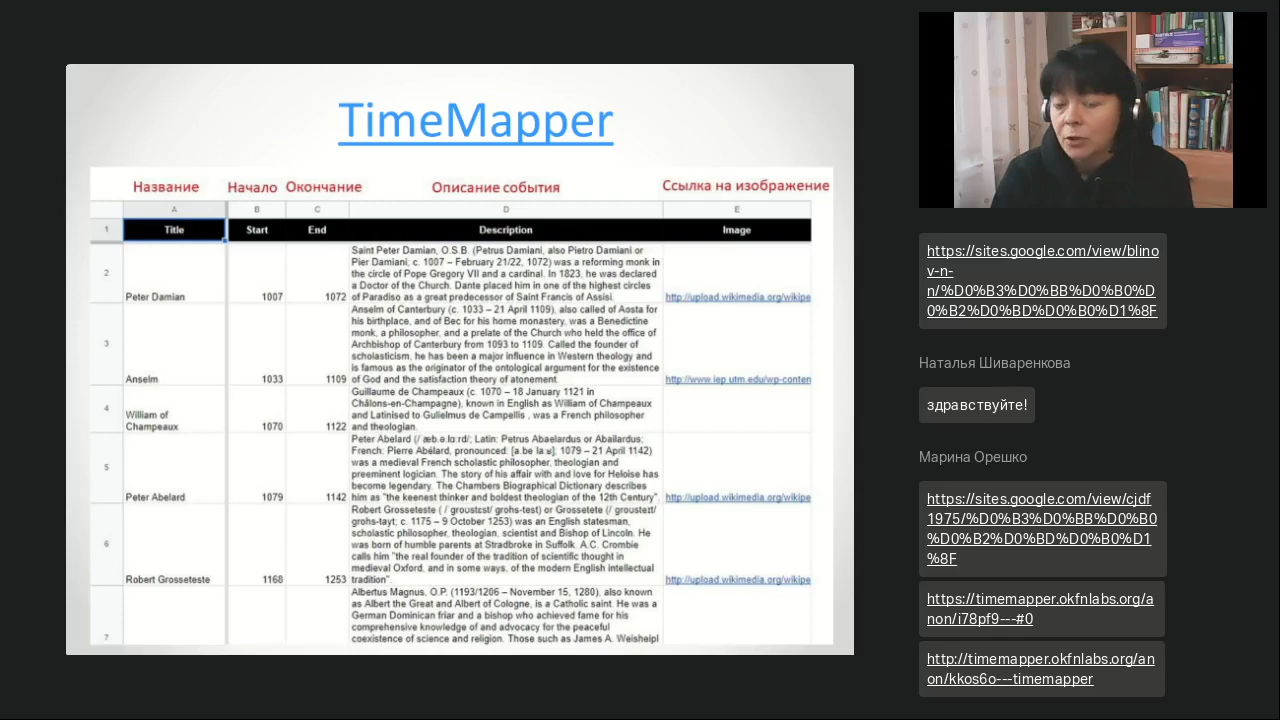 TimeMapper
Название Начало Окончание Описание события Ссылка на изображение
A B C D E
1 Title Start End Description Image
Saint Peter Damian, O.S.B. (Petrus Damiani, also Pietro Damiani or
Pier Damiani; c. 1007 – February 21/22, 1072) was a reforming monk in
2 the circle of Pope Gregory VII and a cardinal. In 1823, he was declared
a Doctor of the Church. Dante placed him in one of the highest circles
Peter Damian 1007 1072 of Paradiso as a great predecessor of Saint Francis of Assisi. http://upload.wikimedia.org/wikipe
Anselm of Canterbury (c. 1033 – 21 April 1109), also called of Aosta for
his birthplace, and of Bec for his home monastery, was a Benedictine
monk, a philosopher, and a prelate of the Church who held the office of
3 Archbishop of Canterbury from 1093 to 1109. Called the founder of
scholasticism, he has been a major influence in Western theology and
is famous as the originator of the ontological argument for the existence
Anselm 1033 1109 of God and the satisfaction theory of atonement. http://www.iep.utm.edu/wp-conten
Guillaume de Champeaux (c. 1070 – 18 January 1121 in
4 Châlons-en-Champagne), known in English as William of Champeaux
William of and Latinised to Gulielmus de Campellis , was a French philosopher
Champeaux 1070 1122 and theologian.
Peter Abelard (/ˈæb.ə.lɑːrd/; Latin: Petrus Abaelardus or Abailardus;
French: Pierre Abélard, pronounced: [a.be.laːʁ]; 1079 – 21 April 1142)
5 was a medieval French scholastic philosopher, theologian and
preeminent logician. The story of his affair with and love for Heloise has
become legendary. The Chambers Biographical Dictionary describes
Peter Abelard 1079 1142 him as "the keenest thinker and boldest theologian of the 12th Century". http://upload.wikimedia.org/wikipe
Robert Grosseteste ( / ˈɡroʊstɛst/ grohs-test) or Grossetete (/ ˈɡroʊsteɪt/
grohs-tayt; c. 1175 – 9 October 1253) was an English statesman,
scholastic philosopher, theologian, scientist and Bishop of Lincoln. He
6 was born of humble parents at Stradbroke in Suffolk. A.C. Crombie
calls him "the real founder of the tradition of scientific thought in
medieval Oxford, and in some ways, of the modern English intellectual
Robert Grosseteste 1168 1253 tradition". http://upload.wikimedia.org/wikipe
Albertus Magnus, O.P. (1193/1206 – November 15, 1280), also known
as Albert the Great and Albert of Cologne, is a Catholic saint. He was a
German Dominican friar and a bishop who achieved fame for his
comprehensive knowledge of and advocacy for the peaceful
7 coexistence of science and religion. Those such as James A. Weisheipl
https://sites.google.com/view/blino
v-n-
n/%D0%B3%D0%BB%D0%B0%D
0%B2%D0%BD%D0%B0%D1%8F
Наталья Шиваренкова
здравствуйте!
Марина Орешко
https://sites.google.com/view/cjdf
1975/%D0%B3%D0%BB%D0%B0
%D0%B2%D0%BD%D0%B0%D1
%8F
https://timemapper.okfnlabs.org/a
non/i78pf9---#0
http://timemapper.okfnlabs.org/an
on/kkos6o---timemapper